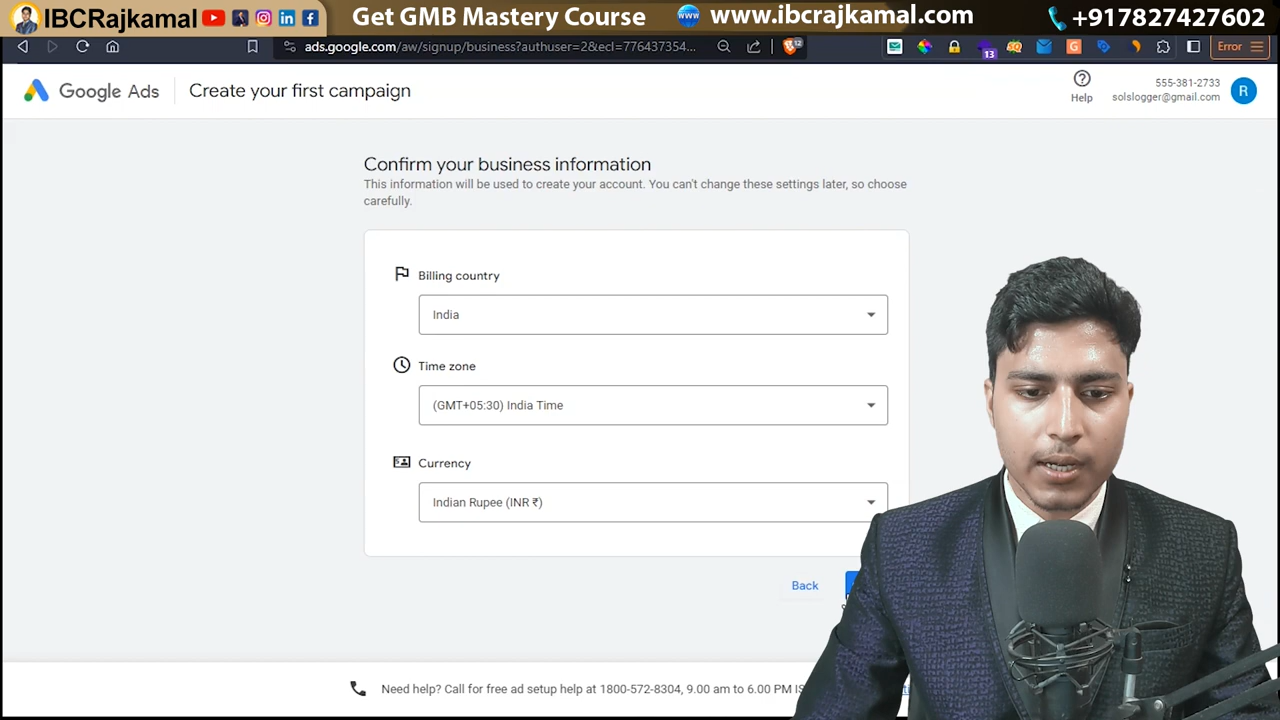 IBCRajkamal
Get GMB Mastery Course
www
www.ibcrajkamal.com
+917827427602
ads.google.com/aw/signup/business?authuser=2&ecl=776437354...
12
13
Error
Google Ads
Create your first campaign
Help
555-381-2733
solslogger@gmail.com
R
Confirm your business information
This information will be used to create your account. You can't change these settings later, so choose
carefully.
Billing country
India
Time zone
(GMT+05:30) India Time
Currency
Indian Rupee (INR ₹)
Back
Need help? Call for free ad setup help at 1800-572-8304, 9.00 am to 6.00 PM IS